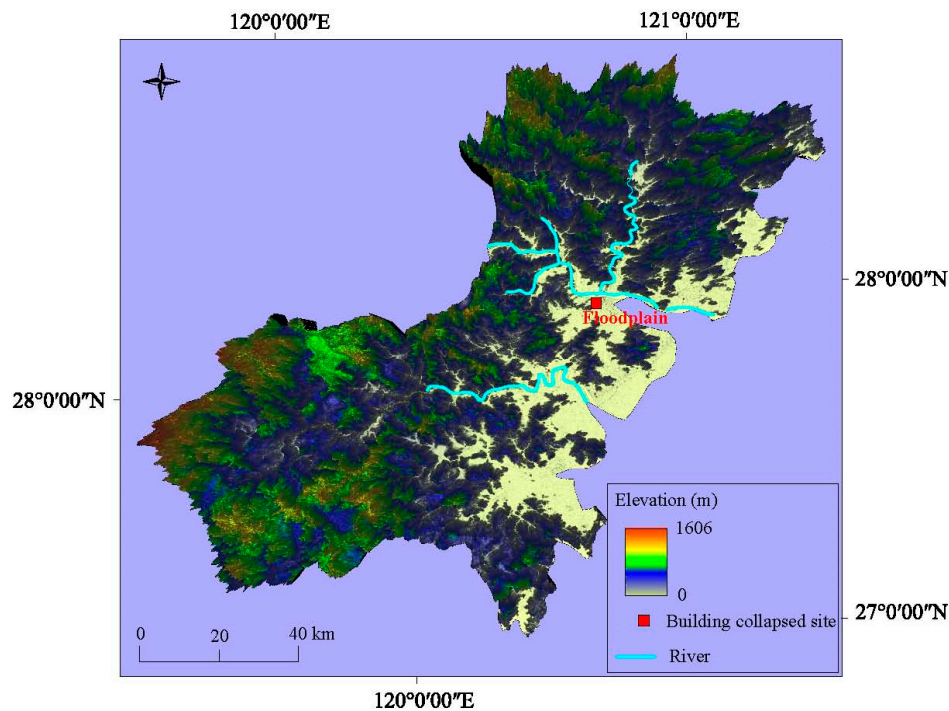 120°0′00″E
121°0′00″E
28°0′00″N
Floodplain
28°0′00″N
Elevation (m)
1606
0
Building collapsed site
River
27°0′00″N
0 20 40 km
120°0′00″E